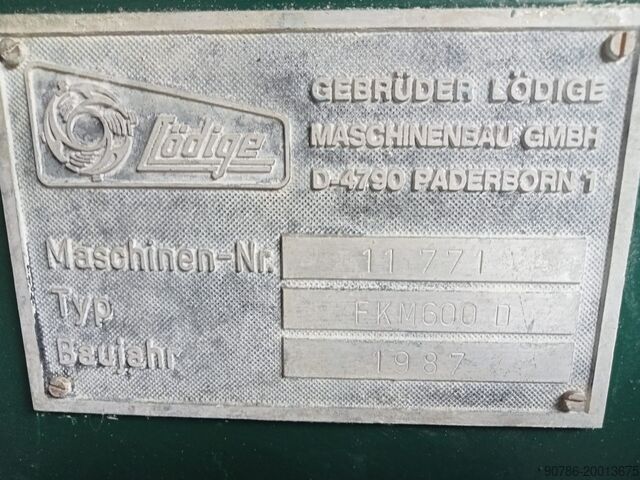 Lödige
GEBRÜDER LÖDIGE
MASCHINENBAU GMBH
D-4790 PADERBORN 1
Maschinen-Nr. 11 771
Typ FKM600 D
Baujahr 1987
90786-20013675